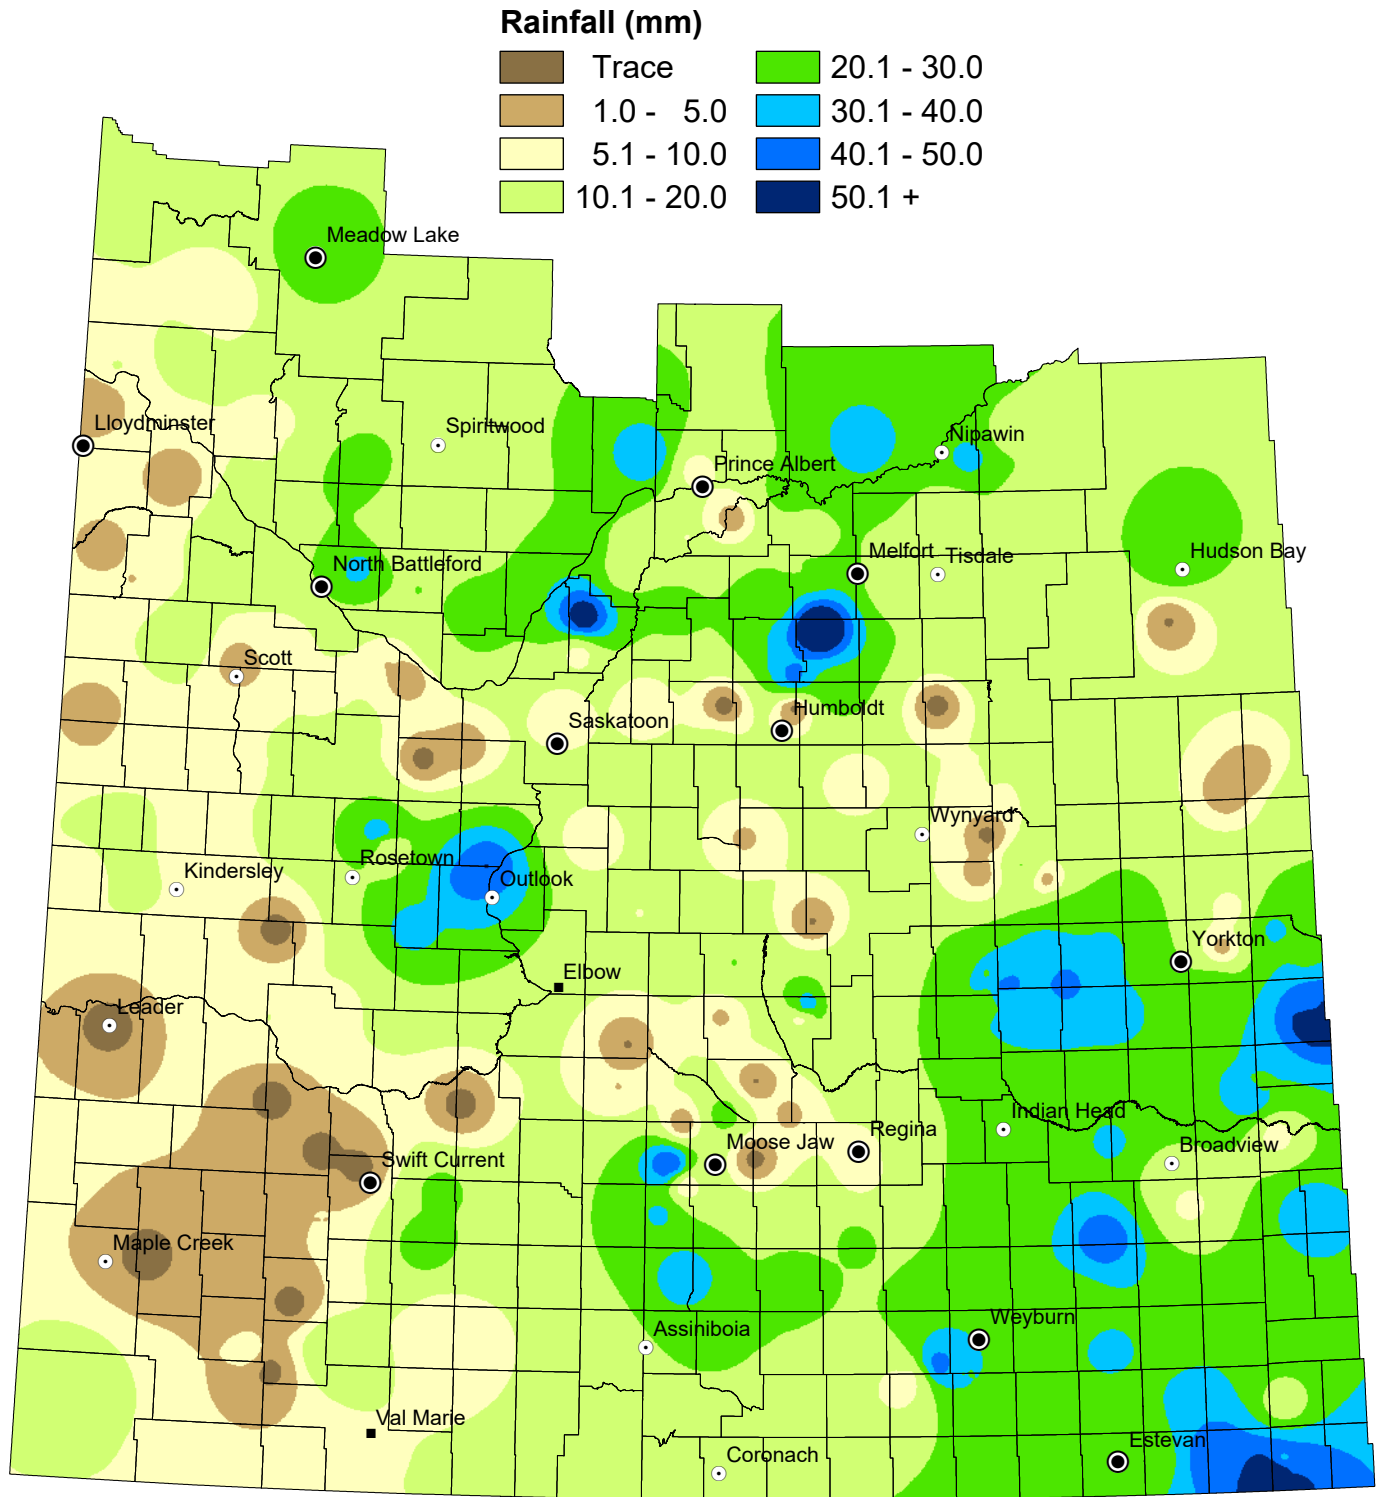 Rainfall (mm)
Trace
20.1 - 30.0
1.0 - 5.0
30.1 - 40.0
5.1 - 10.0
40.1 - 50.0
10.1 - 20.0
50.1 +
Meadow Lake
Lloydminster
Spiritwood
Nipawin
Prince Albert
Melfort
Tisdale
Hudson Bay
North Battleford
Scott
Humboldt
Saskatoon
Wynyard
Rosetown
Kindersley
Outlook
Yorkton
Elbow
Leader
Indian Head
Regina
Moose Jaw
Broadview
Swift Current
Maple Creek
Weyburn
Assiniboia
Val Marie
Estevan
Coronach